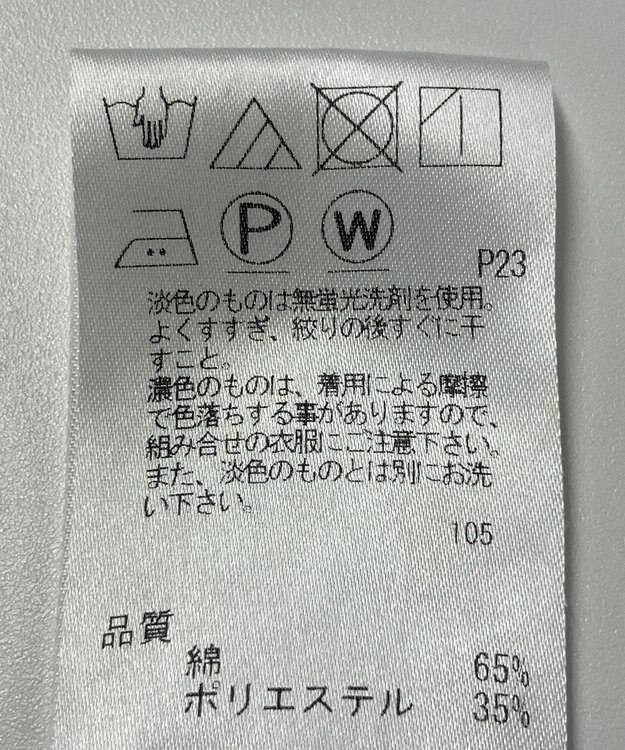 P W
P23
淡色のものは無蛍光洗剤を使用。
よくすすぎ、絞りの後すぐに干
すこと。
濃色のものは、着用による摩擦
で色落ちする事がありますので、
組み合せの衣服にご注意下さい。
また、淡色のものとは別にお洗
い下さい。
105
品質
綿 65%
ポリエステル 35%